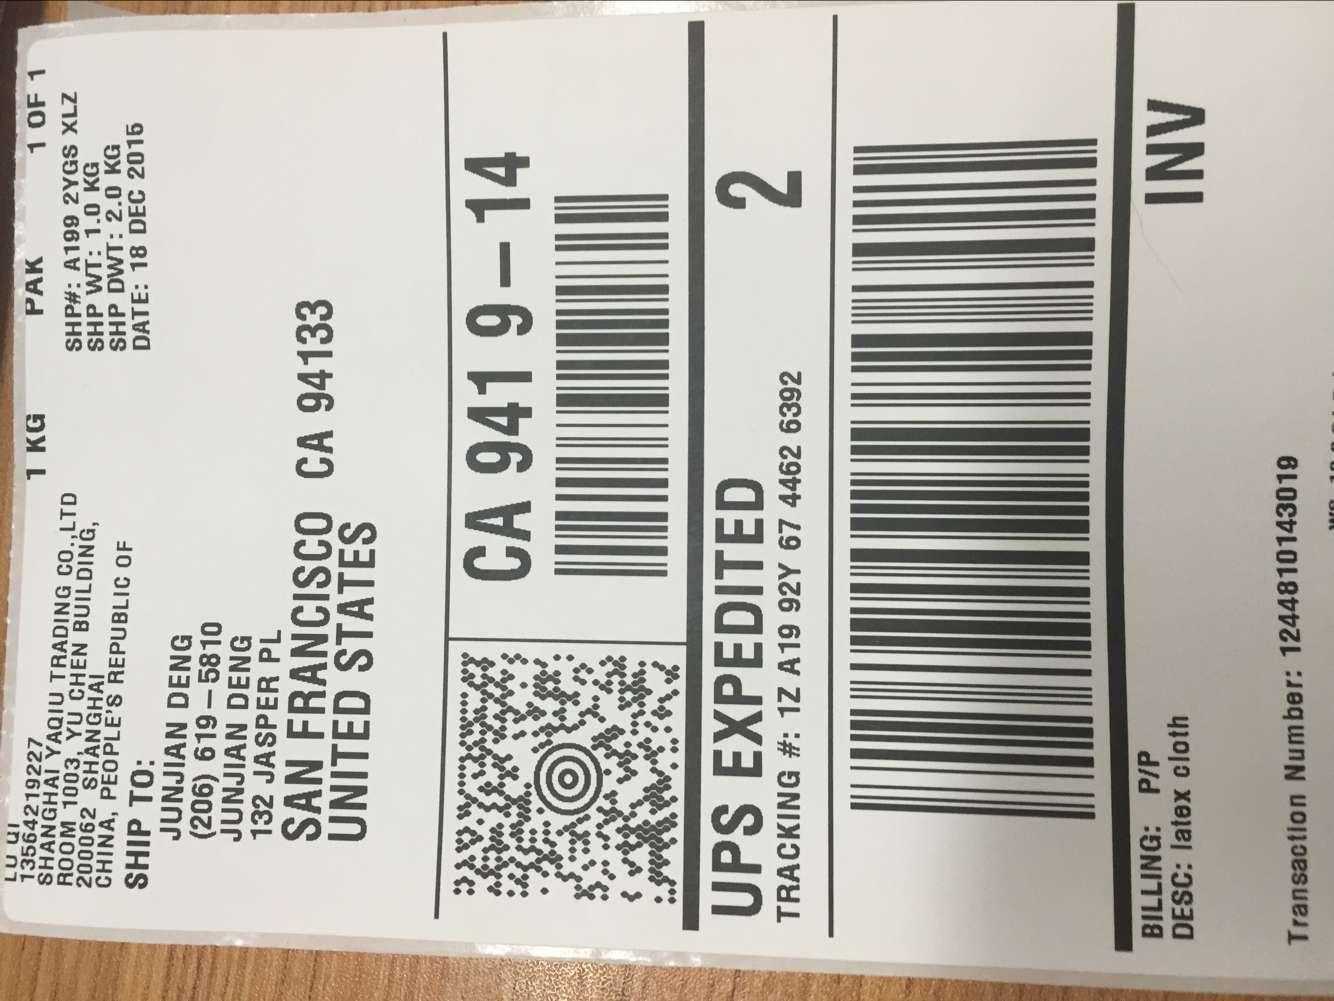 LU QI
13564219227
SHANGHAI YAQIU TRADING CO.,LTD
ROOM 1003, YU CHEN BUILDING,
200062 SHANGHAI
CHINA, PEOPLE'S REPUBLIC OF
1 KG PAK 1 OF 1
SHP#: A199 2YGS XLZ
SHP WT: 1.0 KG
SHP DWT: 2.0 KG
DATE: 18 DEC 2015
SHIP TO:
JUNJIAN DENG
(206) 619-5810
JUNJIAN DENG
132 JASPER PL
SAN FRANCISCO CA 94133
UNITED STATES
CA 941 9-14
UPS EXPEDITED 2
TRACKING #: 1Z A19 92Y 67 4462 6392
BILLING: P/P
DESC: latex cloth
INV
Transaction Number: 1244810143019